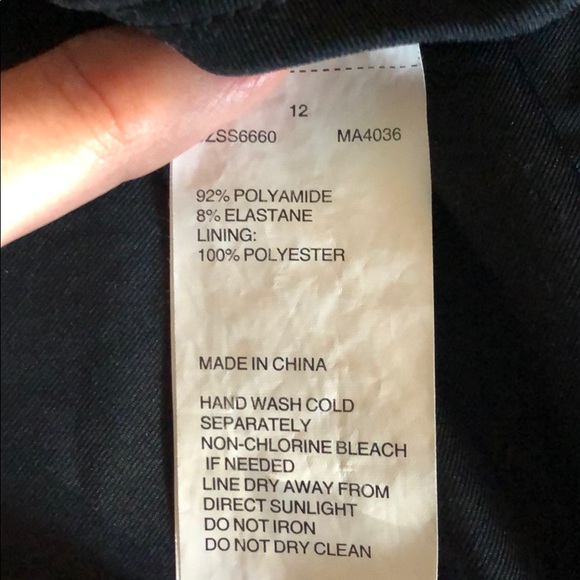 12
MA4036
92% POLYAMIDE
8% ELASTANE
LINING:
100% POLYESTER
MADE IN CHINA
HAND WASH COLD
SEPARATELY
NON-CHLORINE BLEACH
IF NEEDED
LINE DRY AWAY FROM
DIRECT SUNLIGHT
DO NOT IRON
DO NOT DRY CLEAN